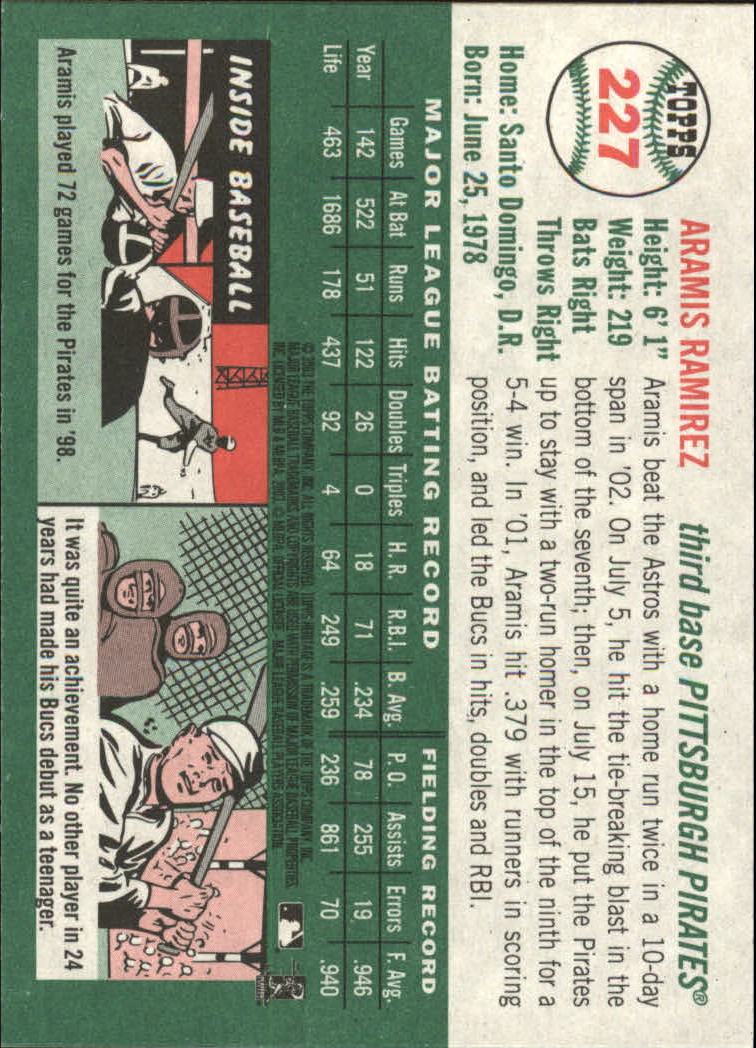 TOPPS
227
ARAMIS RAMIREZ third base PITTSBURGH PIRATES®
Height: 6' 1"
Weight: 219
Bats Right
Throws Right
Home: Santo Domingo, D.R.
Born: June 25, 1978
Aramis beat the Astros with a home run twice in a 10-day
span in '02. On July 5, he hit the tie-breaking blast in the
bottom of the seventh; then, on July 15, he put the Pirates
up to stay with a two-run homer in the top of the ninth for a
5-4 win. In '01, Aramis hit .379 with runners in scoring
position, and led the Bucs in hits, doubles and RBI.
MAJOR LEAGUE BATTING RECORD FIELDING RECORD
Games At Bat Runs Hits Doubles Triples H. R. R.B.I. B. Avg. P. O. Assists Errors F. Avg.
Year 142 522 51 122 26 0 18 71 .234 78 255 19 .946
Life 463 1686 178 437 92 4 64 249 .259 236 861 70 .940
INSIDE BASEBALL
Aramis played 72 games for the Pirates in '98.
It was quite an achievement. No other player in 24
years had made his Bucs debut as a teenager.